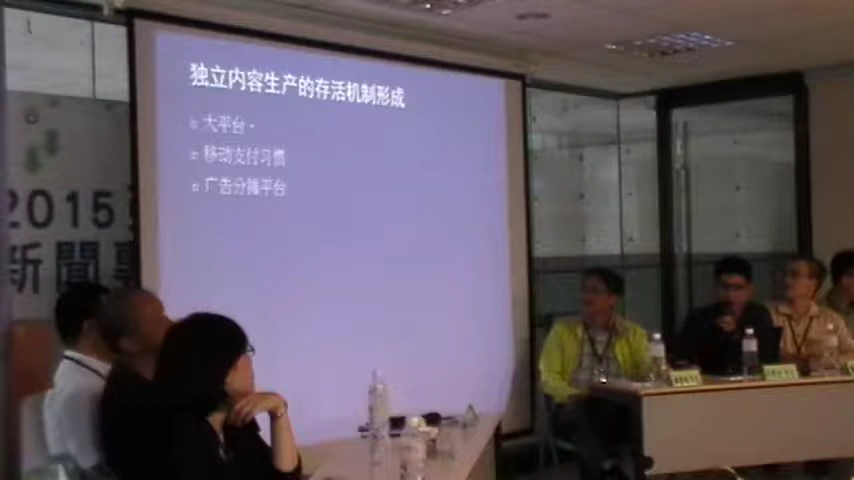 独立内容生产的存活机制形成
大平台·
移动支付习惯
广告分摊平台
2015
新聞